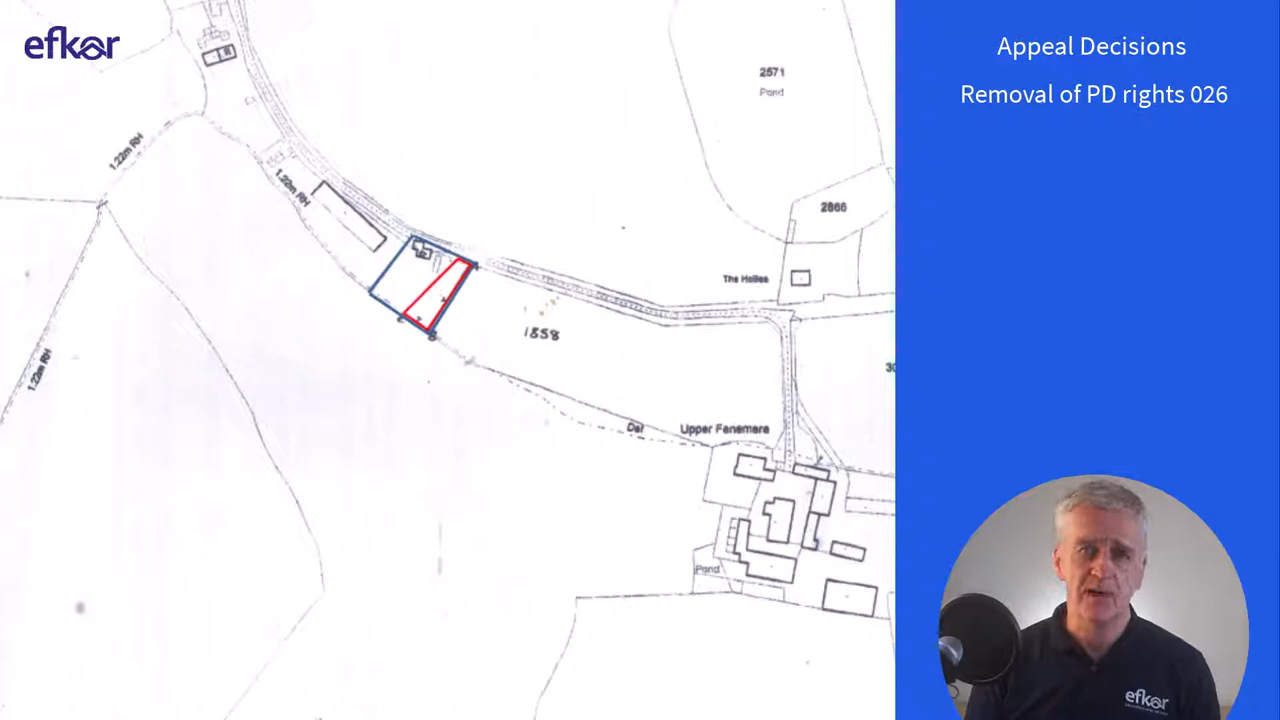 efkor
Appeal Decisions
Removal of PD rights 026
2571
Pond
1.22m RH
1.22m RH
2866
The Hollies
1558
1.22m RH
Upper Fenemere
Pond
efkor